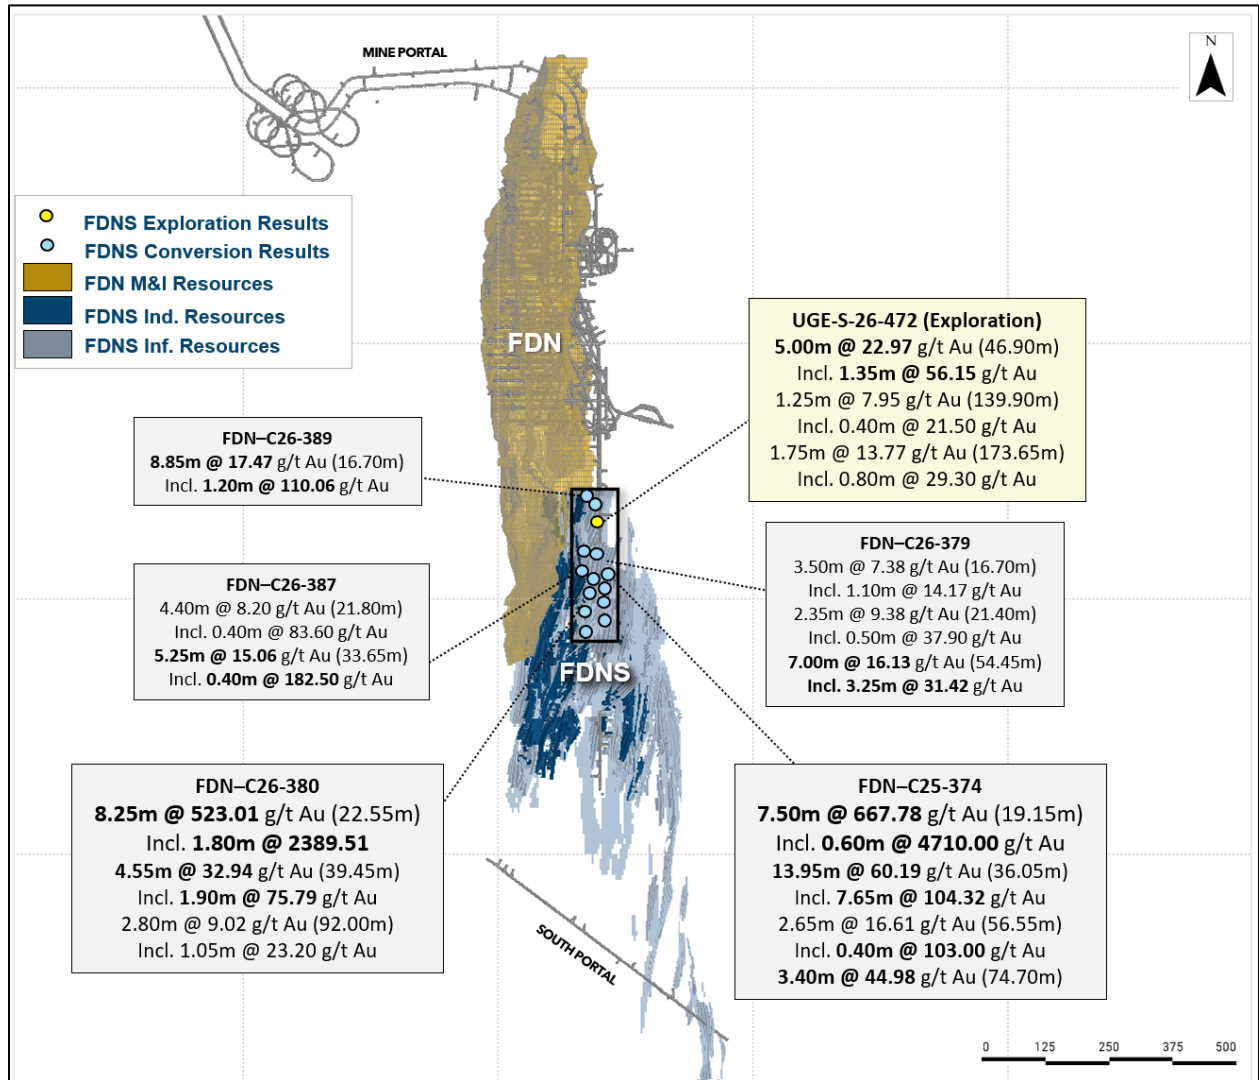 MINE PORTAL
N
FDNS Exploration Results
FDNS Conversion Results
FDN M&I Resources
FDNS Ind. Resources
FDNS Inf. Resources
FDN
UGE-S-26-472 (Exploration)
5.00m @ 22.97 g/t Au (46.90m)
Incl. 1.35m @ 56.15 g/t Au
1.25m @ 7.95 g/t Au (139.90m)
Incl. 0.40m @ 21.50 g/t Au
1.75m @ 13.77 g/t Au (173.65m)
Incl. 0.80m @ 29.30 g/t Au
FDN–C26-389
8.85m @ 17.47 g/t Au (16.70m)
Incl. 1.20m @ 110.06 g/t Au
FDN–C26-379
3.50m @ 7.38 g/t Au (16.70m)
Incl. 1.10m @ 14.17 g/t Au
2.35m @ 9.38 g/t Au (21.40m)
Incl. 0.50m @ 37.90 g/t Au
7.00m @ 16.13 g/t Au (54.45m)
Incl. 3.25m @ 31.42 g/t Au
FDN–C26-387
4.40m @ 8.20 g/t Au (21.80m)
Incl. 0.40m @ 83.60 g/t Au
5.25m @ 15.06 g/t Au (33.65m)
Incl. 0.40m @ 182.50 g/t Au
FDNS
FDN–C26-380
8.25m @ 523.01 g/t Au (22.55m)
Incl. 1.80m @ 2389.51
4.55m @ 32.94 g/t Au (39.45m)
Incl. 1.90m @ 75.79 g/t Au
2.80m @ 9.02 g/t Au (92.00m)
Incl. 1.05m @ 23.20 g/t Au
FDN–C25-374
7.50m @ 667.78 g/t Au (19.15m)
Incl. 0.60m @ 4710.00 g/t Au
13.95m @ 60.19 g/t Au (36.05m)
Incl. 7.65m @ 104.32 g/t Au
2.65m @ 16.61 g/t Au (56.55m)
Incl. 0.40m @ 103.00 g/t Au
3.40m @ 44.98 g/t Au (74.70m)
SOUTH PORTAL
0 125 250 375 500